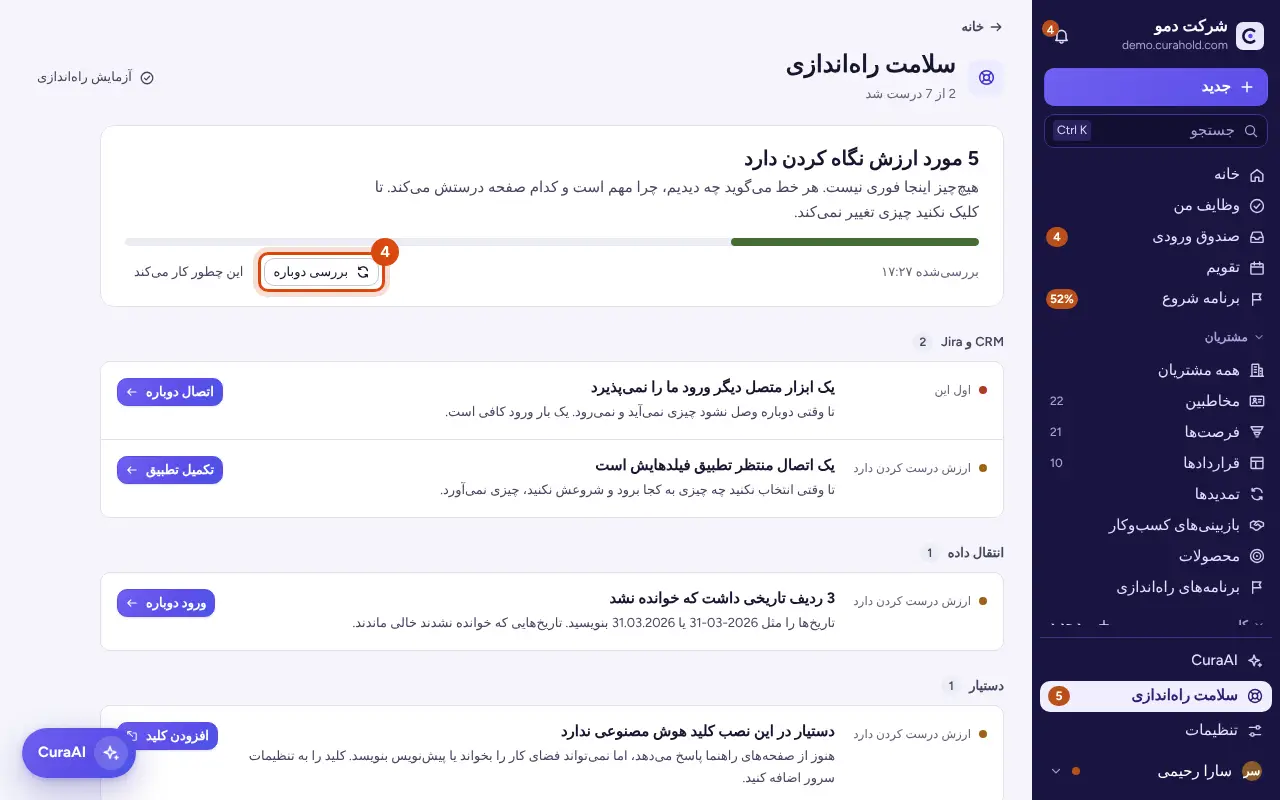 شرکت دمو
demo.curahold.com
4
جدید
جستجو
Ctrl K
خانه
وظایف من
صندوق ورودی
4
تقویم
برنامه شروع
52%
مشتریان
همه مشتریان
مخاطبین
22
فرصت‌ها
21
قراردادها
10
تمدیدها
بازبینی‌های کسب‌وکار
محصولات
برنامه‌های راه‌اندازی
CuraAI
سلامت راه‌اندازی
5
تنظیمات
سر
سارا رحیمی
خانه
سلامت راه‌اندازی
2 از 7 درست شد
آزمایش راه‌اندازی
5 مورد ارزش نگاه کردن دارد
هیچ‌چیز اینجا فوری نیست. هر خط می‌گوید چه دیدیم، چرا مهم است و کدام صفحه درستش می‌کند. تا
کلیک نکنید چیزی تغییر نمی‌کند.
بررسی‌شده ۱۷:۲۷
4
بررسی دوباره
این چطور کار می‌کند
CRM و Jira
2
اول این
یک ابزار متصل دیگر ورود ما را نمی‌پذیرد
تا وقتی دوباره وصل نشود چیزی نمی‌آید و نمی‌رود. یک بار ورود کافی است.
اتصال دوباره
ارزش درست کردن دارد
یک اتصال منتظر تطبیق فیلدهایش است
تا وقتی انتخاب نکنید چه چیزی به کجا برود و شروعش نکنید، چیزی نمی‌آورد.
تکمیل تطبیق
انتقال داده
1
ارزش درست کردن دارد
3 ردیف تاریخی داشت که خوانده نشد
تاریخ‌ها را مثل 2026-03-31 یا 31.03.2026 بنویسید. تاریخ‌هایی که خوانده نشدند خالی ماندند.
ورود دوباره
دستیار
1
ارزش درست کردن دارد
دستیار در این نصب کلید هوش مصنوعی ندارد
هنوز از صفحه‌های راهنما پاسخ می‌دهد، اما نمی‌تواند فضای کار را بخواند یا پیش‌نویس بنویسد. کلید را به تنظیمات
سرور اضافه کنید.
افزودن کلید
CuraAI